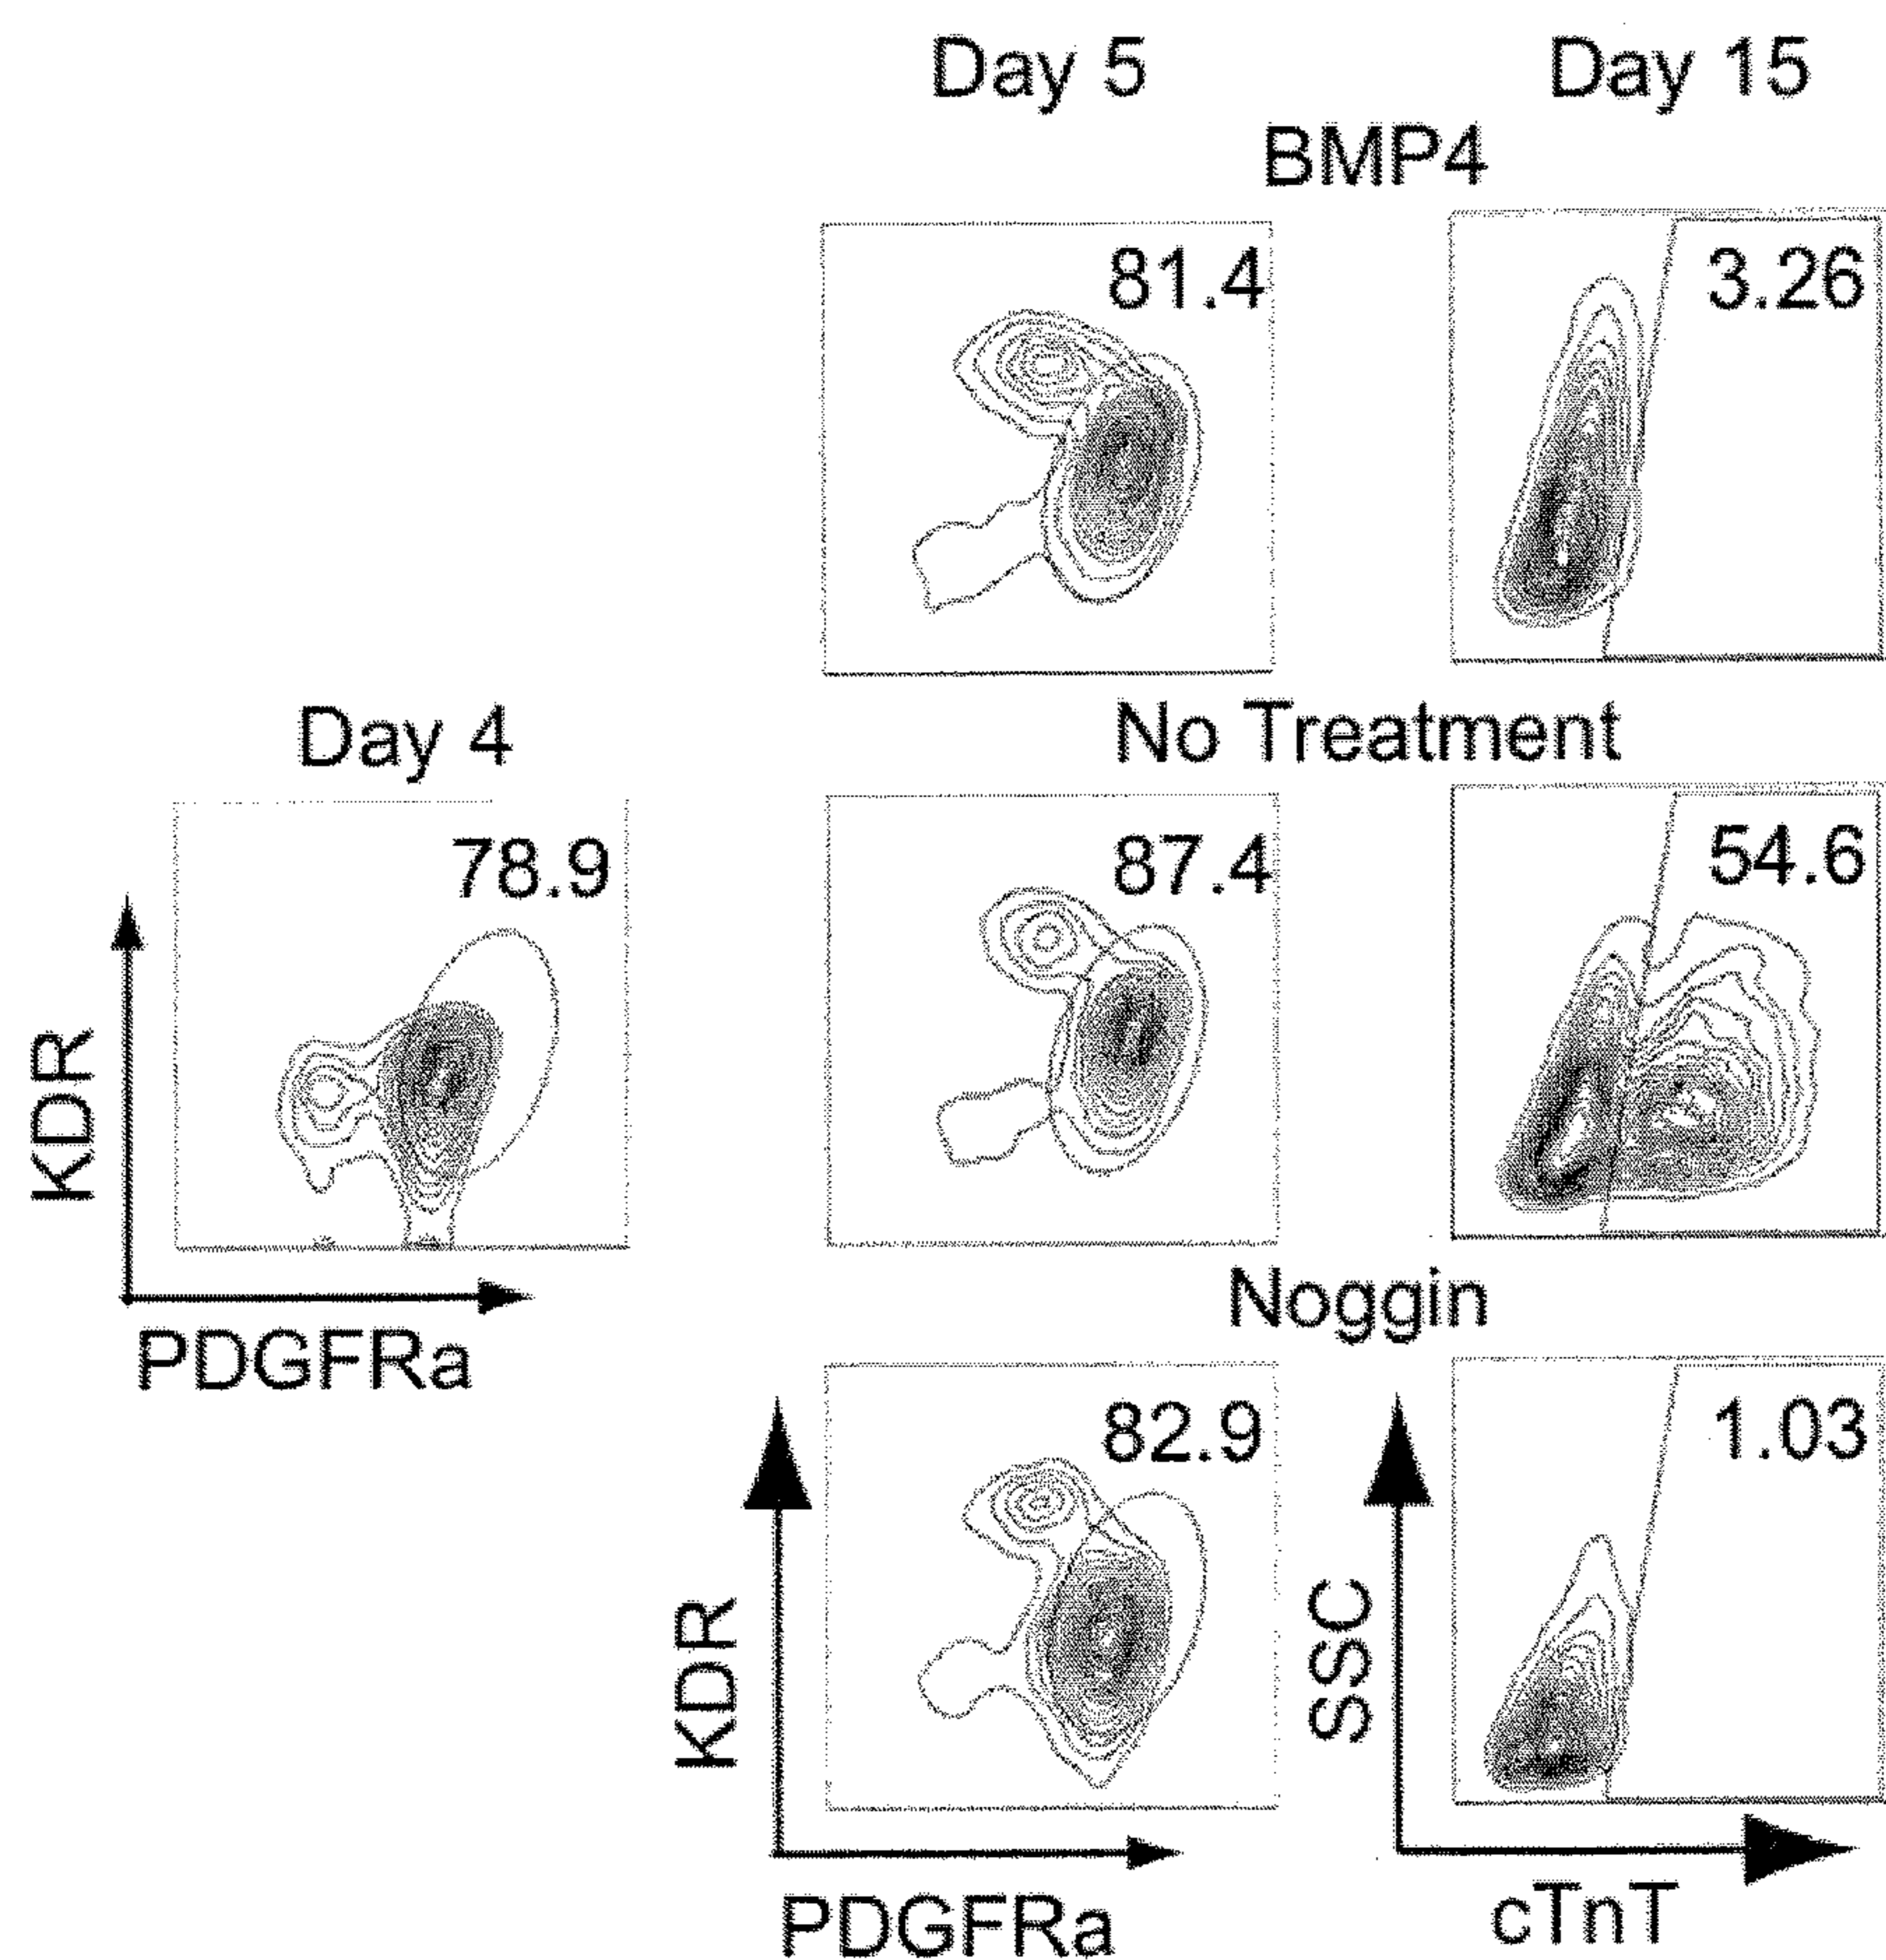 Day 5 Day 15
BMP4
81.4 3.26
Day 4 No Treatment
78.9 87.4 54.6
KDR
PDGFRa
Noggin
82.9 1.03
KDR SSC
PDGFRa cTnT